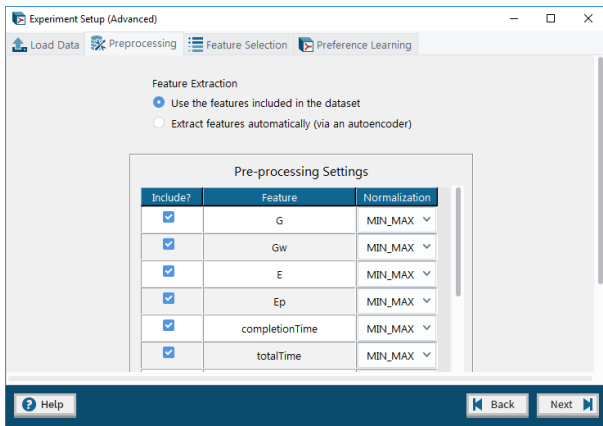 Experiment Setup (Advanced)
Load Data Preprocessing Feature Selection Preference Learning
Feature Extraction
Use the features included in the dataset
Extract features automatically (via an autoencoder)
Pre-processing Settings
Include? Feature Normalization
G MIN_MAX
Gw MIN_MAX
E MIN_MAX
Ep MIN_MAX
completionTime MIN_MAX
totalTime MIN_MAX
Help Back Next